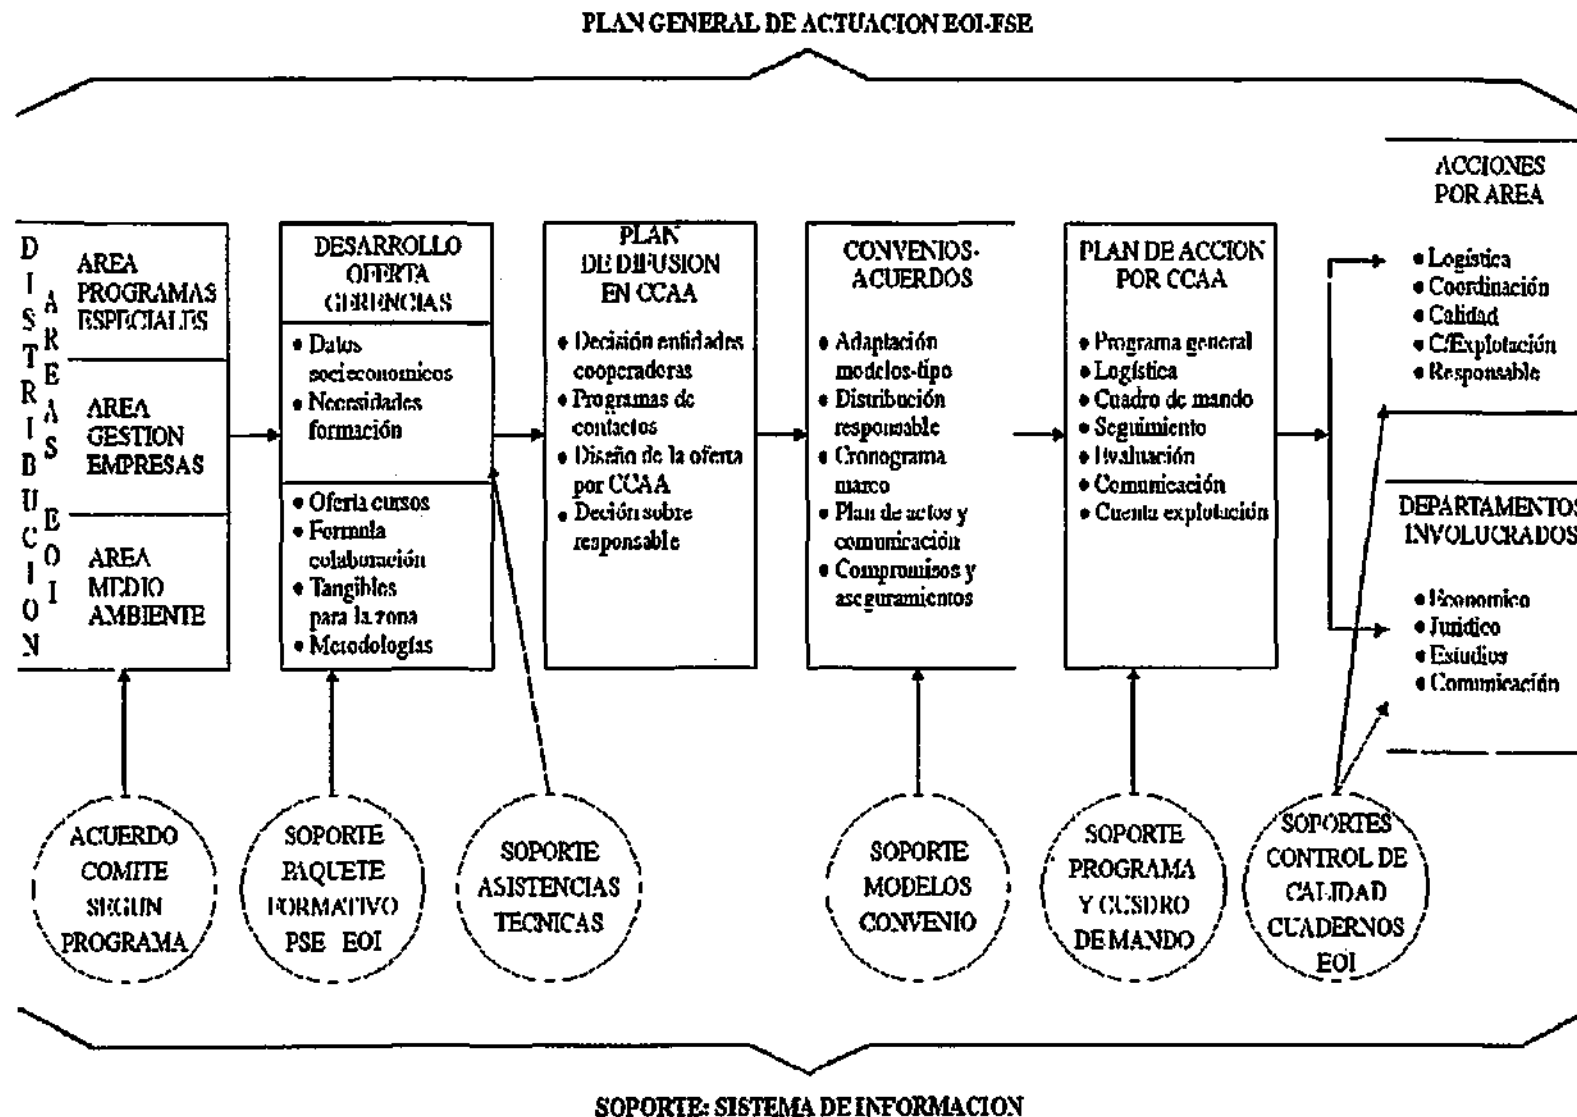 PLAN GENERAL DE ACTUACION EOI-FSE
DISTRIBUCION
AREAS EOI
AREA
PROGRAMAS
ESPECIALES
AREA
GESTION
EMPRESAS
AREA
MEDIO
AMBIENTE
DESARROLLO
OFERTA
GERENCIAS
• Datos
socieconomicos
• Necesidades
formación
• Oferta cursos
• Formula
colaboración
• Tangibles
para la zona
• Metodologías
PLAN
DE DIFUSION
EN CCAA
• Decisión entidades
cooperadoras
• Programas de
contactos
• Diseño de la oferta
por CCAA
• Deción sobre
responsable
CONVENIOS-
ACUERDOS
• Adaptación
modelos-tipo
• Distribución
responsable
• Cronograma
marco
• Plan de actos y
comunicación
• Compromisos y
aseguramientos
PLAN DE ACCION
POR CCAA
• Programa general
• Logística
• Cuadro de mando
• Seguimiento
• Evaluación
• Comunicación
• Cuenta explotación
ACCIONES
POR AREA
• Logística
• Coordinación
• Calidad
• C/Explotación
• Responsable
DEPARTAMENTOS
INVOLUCRADOS
• Economico
• Juridico
• Estudios
• Comunicación
ACUERDO
COMITE
SEGUN
PROGRAMA
SOPORTE
PAQUETE
FORMATIVO
PSE EOI
SOPORTE
ASISTENCIAS
TECNICAS
SOPORTE
MODELOS
CONVENIO
SOPORTE
PROGRAMA
Y CUSDRO
DE MANDO
SOPORTES
CONTROL DE
CALIDAD
CUADERNOS
EOI
SOPORTE: SISTEMA DE INFORMACION